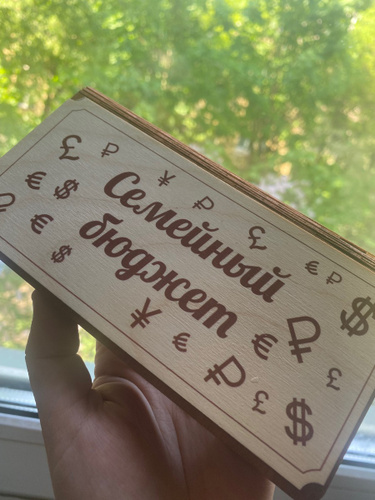 £ ₽ ¥ ₽ £ € ₽ $
€ $
₽ € $
Семейный
бюджет
¥ € ₽ € ₽ £
£ $